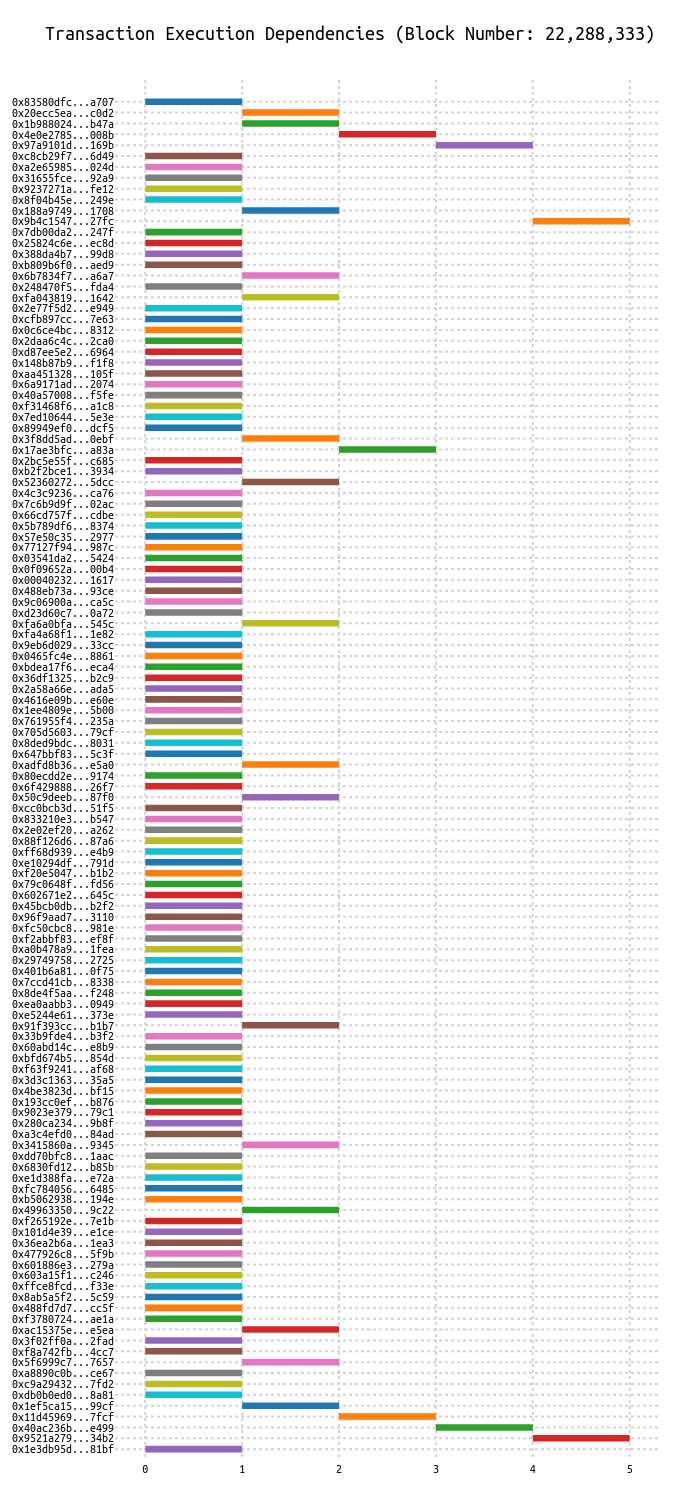 Transaction Execution Dependencies (Block Number: 22,288,333)
0x83580dfc...a707
0x20ecc5ea...c0d2
0x1b988024...b47a
0x4e0e2785...008b
0x97a9101d...169b
0xc8cb29f7...6d49
0xa2e65985...024d
0x31655fce...92a9
0x9237271a...fe12
0x8f04b45e...249e
0x188a9749...1708
0x9b4c1547...27fc
0x7db00da2...247f
0x25824c6e...ec8d
0x388da4b7...99d8
0xb809b6f0...aed9
0x6b7834f7...a6a7
0x248470f5...fda4
0xfa043819...1642
0x2e77f5d2...e949
0xcfb897cc...7e63
0x0c6ce4bc...8312
0x2daa6c4c...2ca0
0xd87ee5e2...6964
0x148b87b9...f1f8
0xaa451328...105f
0x6a9171ad...2074
0x40a57008...f5fe
0xf31468f6...a1c8
0x7ed10644...5e3e
0x89949ef0...dcf5
0x3f8dd5ad...0ebf
0x17ae3bfc...a83a
0x2bc5e55f...c685
0xb2f2bce1...3934
0x52360272...5dcc
0x4c3c9236...ca76
0x7c6b9d9f...02ac
0x66cd757f...cdbe
0x5b789df6...8374
0x57e50c35...2977
0x77127f94...987c
0x03541da2...5424
0x0f09652a...00b4
0x00040232...1617
0x488eb73a...93ce
0x9c06900a...ca5c
0xd23d60c7...0a72
0xfa6a0bfa...545c
0xfa4a68f1...1e82
0x9eb6d029...33cc
0x0465fc4e...8861
0xbdea17f6...eca4
0x36df1325...b2c9
0x2a58a66e...ada5
0x4616e09b...e60e
0x1ee4809e...5b00
0x761955f4...235a
0x705d5603...79cf
0x8ded9bdc...8031
0x647bbf83...5c3f
0xadfd8b36...e5a0
0x80ecdd2e...9174
0x6f429888...26f7
0x50c9deeb...87f0
0xcc0bcb3d...51f5
0x833210e3...b547
0x2e02ef20...a262
0x88f126d6...87a6
0xff68d939...e4b9
0xe10294df...791d
0xf20e5047...b1b2
0x79c0648f...fd56
0x602671e2...645c
0x45bcb0db...b2f2
0x96f9aad7...3110
0xfc50cbc8...981e
0xf2abbf83...ef8f
0xa0b478a9...1fea
0x29749758...2725
0x401b6a81...0f75
0x7ccd41cb...8338
0x8de4f5aa...f248
0xea0aabb3...0949
0xe5244e61...373e
0x91f393cc...b1b7
0x33b9fde4...b3f2
0x60abd14c...e8b9
0xbfd674b5...854d
0xf63f9241...af68
0x3d3c1363...35a5
0x4be3823d...bf15
0x193cc0ef...b876
0x9023e379...79c1
0x280ca234...9b8f
0xa3c4efd0...84ad
0x3415860a...9345
0xdd70bfc8...1aac
0x6830fd12...b85b
0xe1d388fa...e72a
0xfc784056...6485
0xb5062938...194e
0x49963350...9c22
0xf265192e...7e1b
0x101d4e39...e1ce
0x36ea2b6a...1ea3
0x477926c8...5f9b
0x601886e3...279a
0x603a15f1...c246
0xffce8fcd...f33e
0x8ab5a5f2...5c59
0x488fd7d7...cc5f
0xf3780724...ae1a
0xac15375e...e5ea
0x3f02ff0a...2fad
0xf8a742fb...4cc7
0x5f6999c7...7657
0xa8890c0b...ce67
0xc9a29432...7fd2
0xdb0b0ed0...8a81
0x1ef5ca15...99cf
0x11d45969...7fcf
0x40ac236b...e499
0x9521a279...34b2
0x1e3db95d...81bf
0 1 2 3 4 5